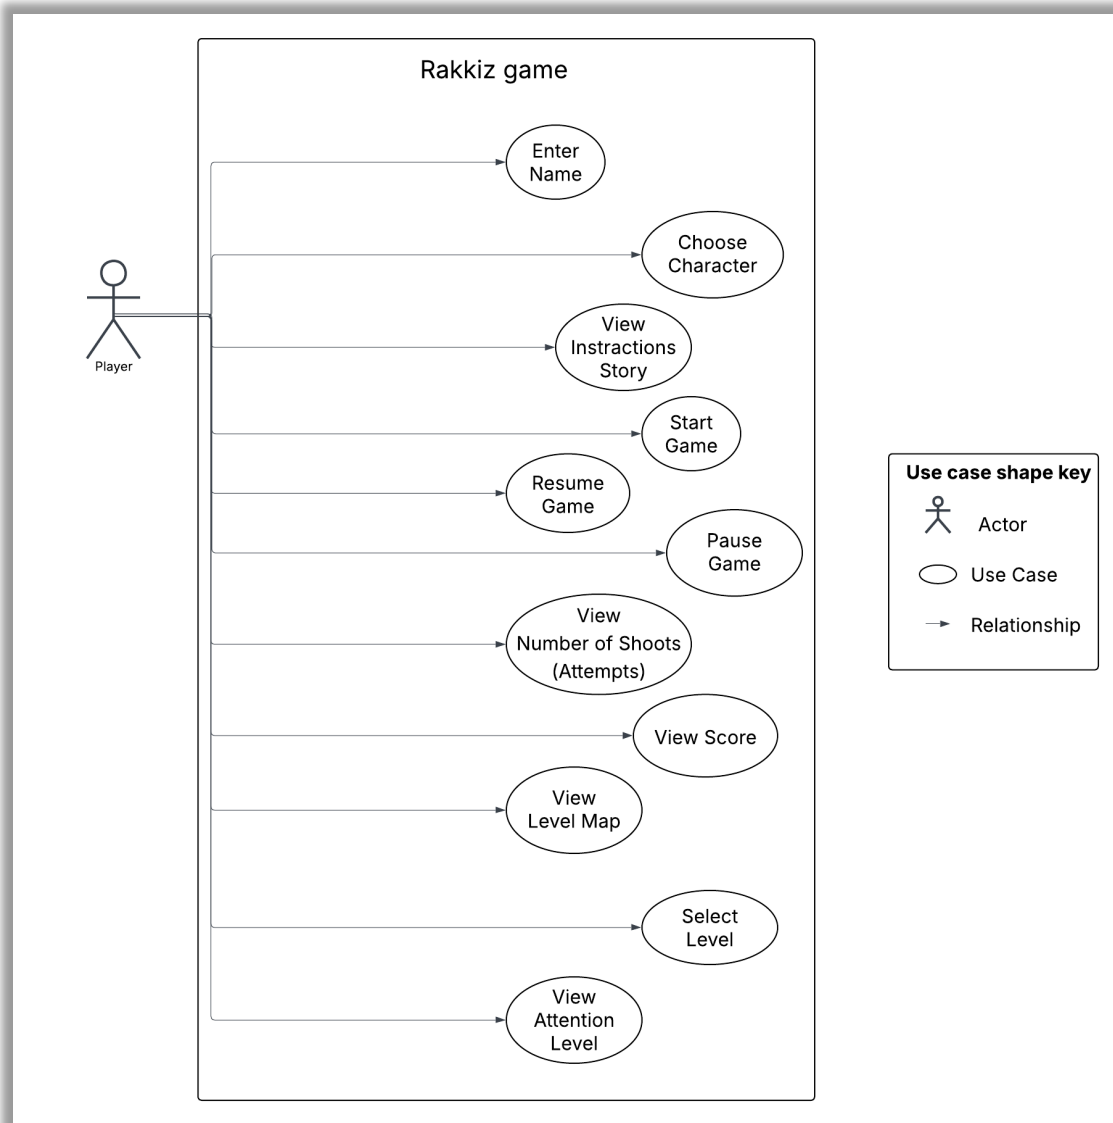 Rakkiz game
Enter
Name
Choose
Character
View
Instractions
Story
Player
Start
Game
Resume
Game
Pause
Game
View
Number of Shoots
(Attempts)
View Score
View
Level Map
Select
Level
View
Attention
Level
Use case shape key
Actor
Use Case
Relationship